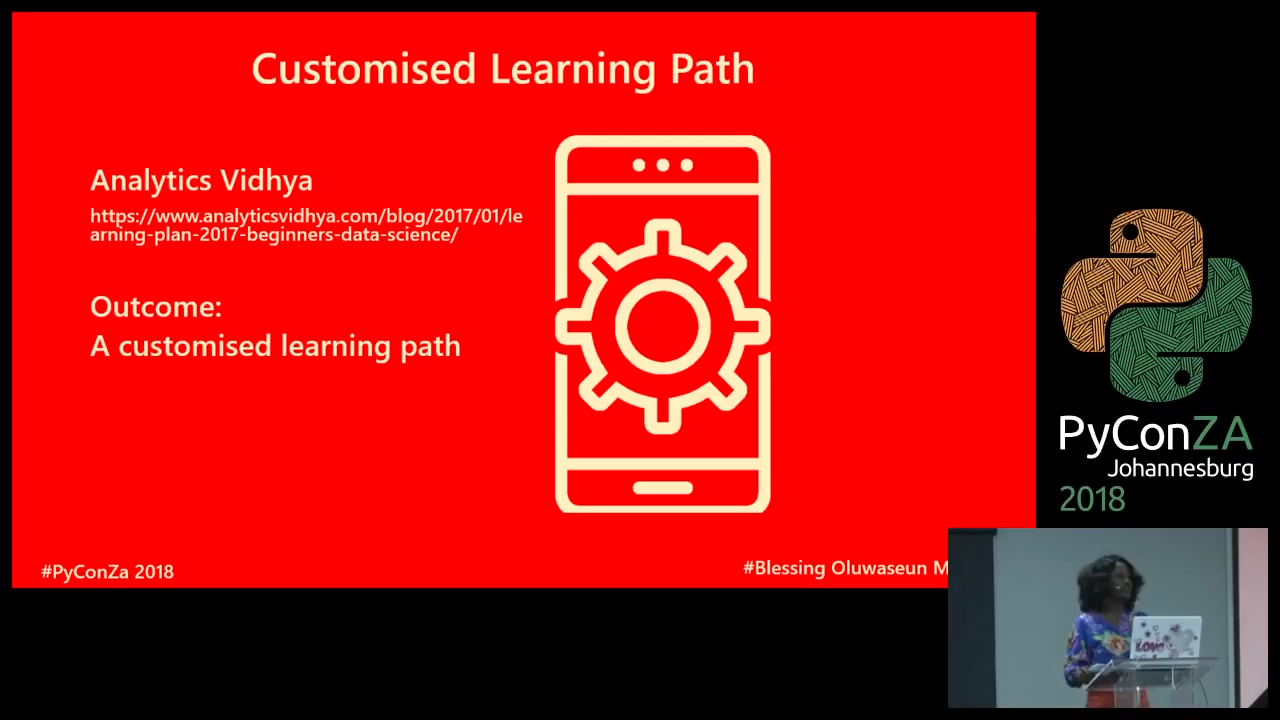 Customised Learning Path
Analytics Vidhya
https://www.analyticsvidhya.com/blog/2017/01/le
arning-plan-2017-beginners-data-science/
Outcome:
A customised learning path
#PyConZa 2018
#Blessing Oluwaseun M
PyConZA
Johannesburg
2018
LOVE